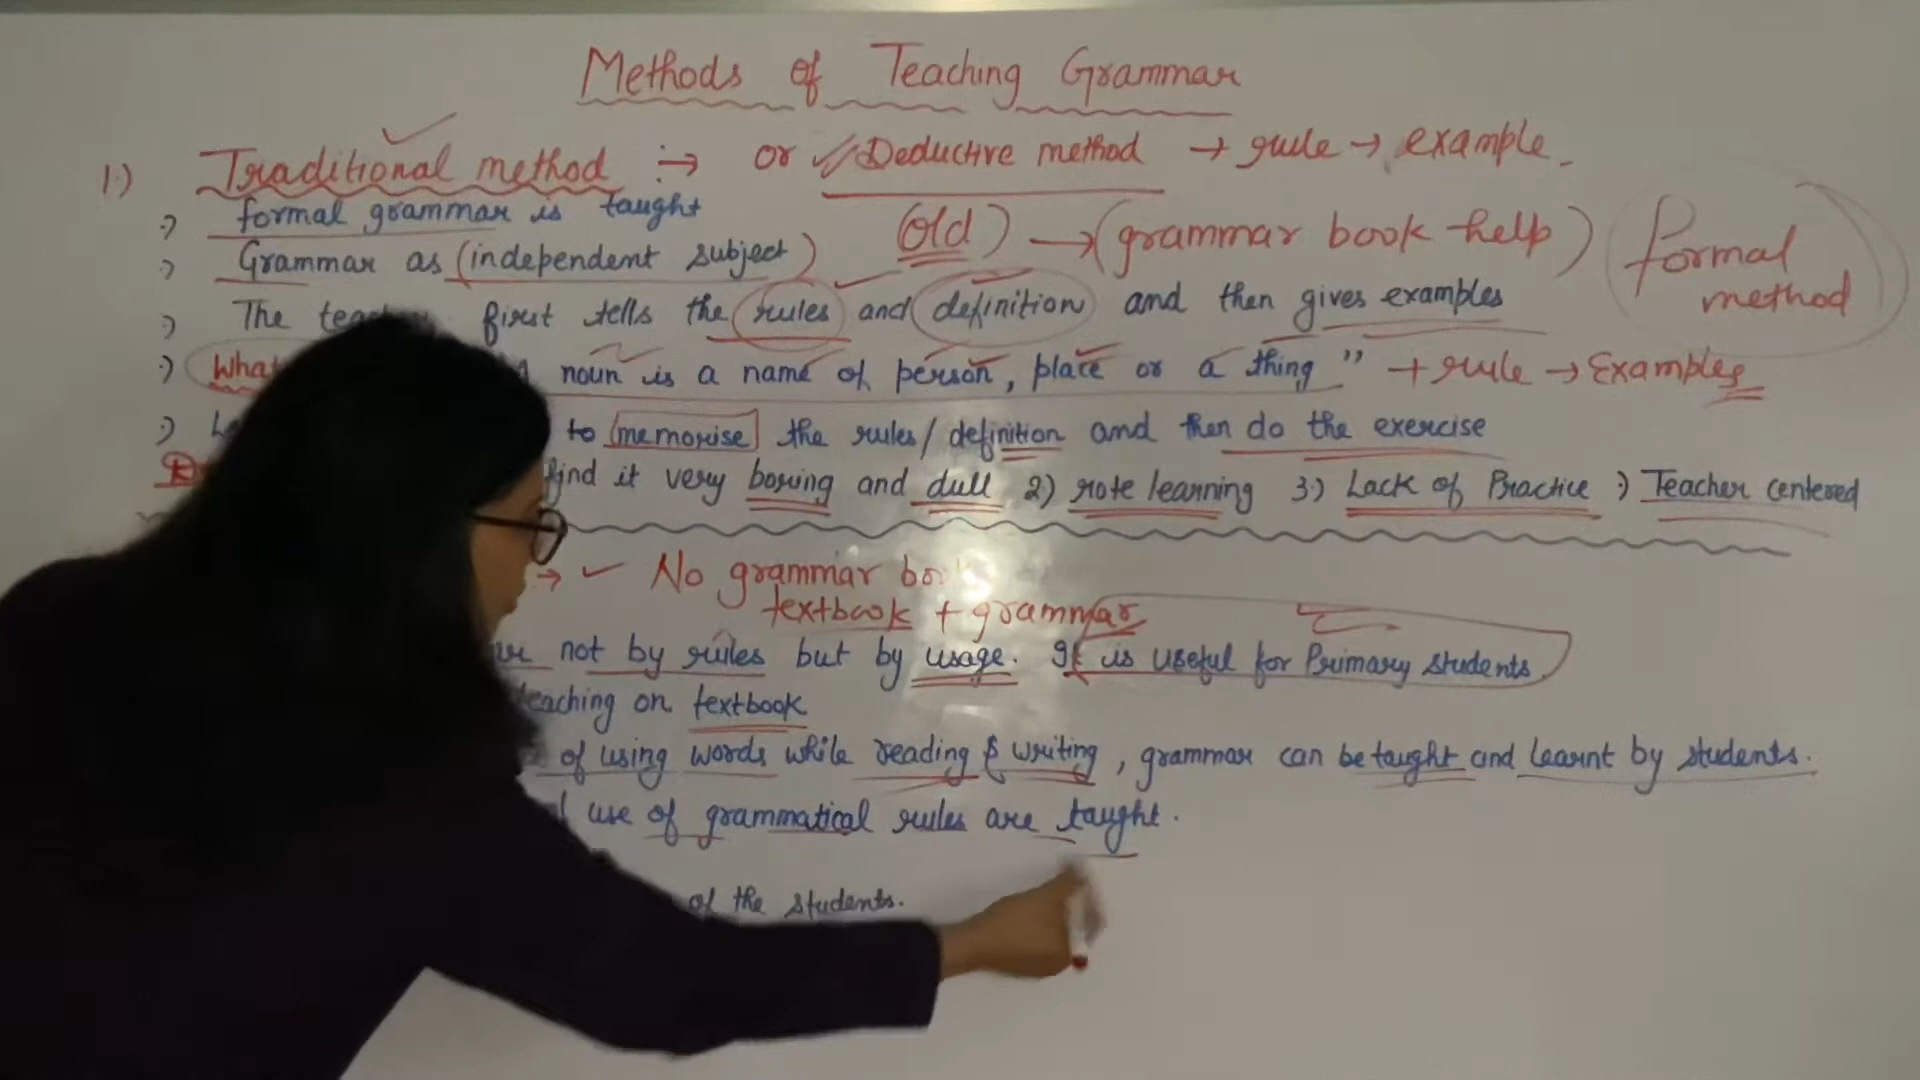 Methods of Teaching Grammar
1.) Traditional method :→ or Deductive method → rule → example
·) formal grammar is taught
(old) → (grammar book help) formal method
·) Grammar as (independent subject)
·) The first tells the rules and definition and then gives examples
·) noun is a name of person, place or a thing" + rule → Examples
·) to memorise the rules/definition and then do the exercise
find it very boring and dull 2) rote learning 3.) Lack of Practice ·) Teacher centered
→ No grammar
textbook + grammar
not by rules but by usage. It is useful for Primary students
teaching on textbook
of using words while reading & writing, grammar can be taught and learnt by students.
use of grammatical rules are taught.
of the students.